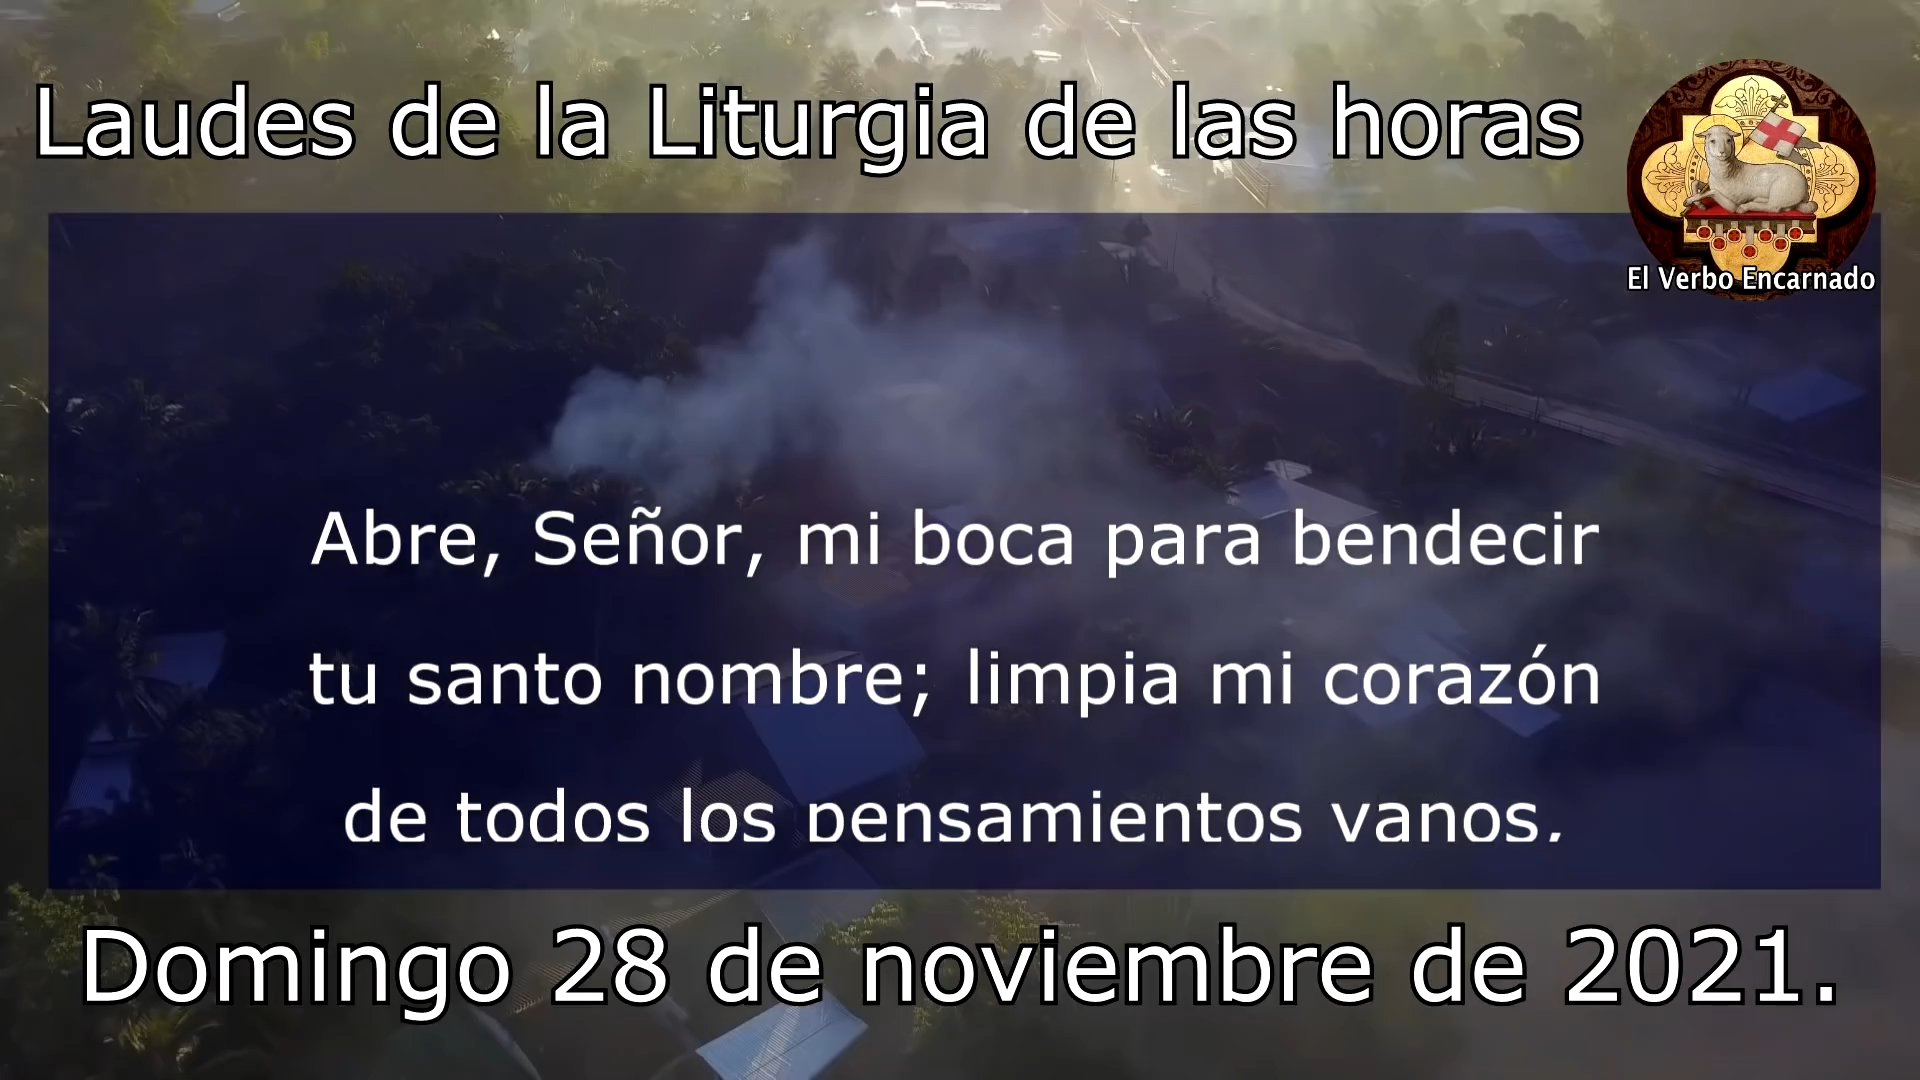 Laudes de la Liturgia de las horas
El Verbo Encarnado
Abre, Señor, mi boca para bendecir
tu santo nombre; limpia mi corazón
de todos los pensamientos vanos,
Domingo 28 de noviembre de 2021.